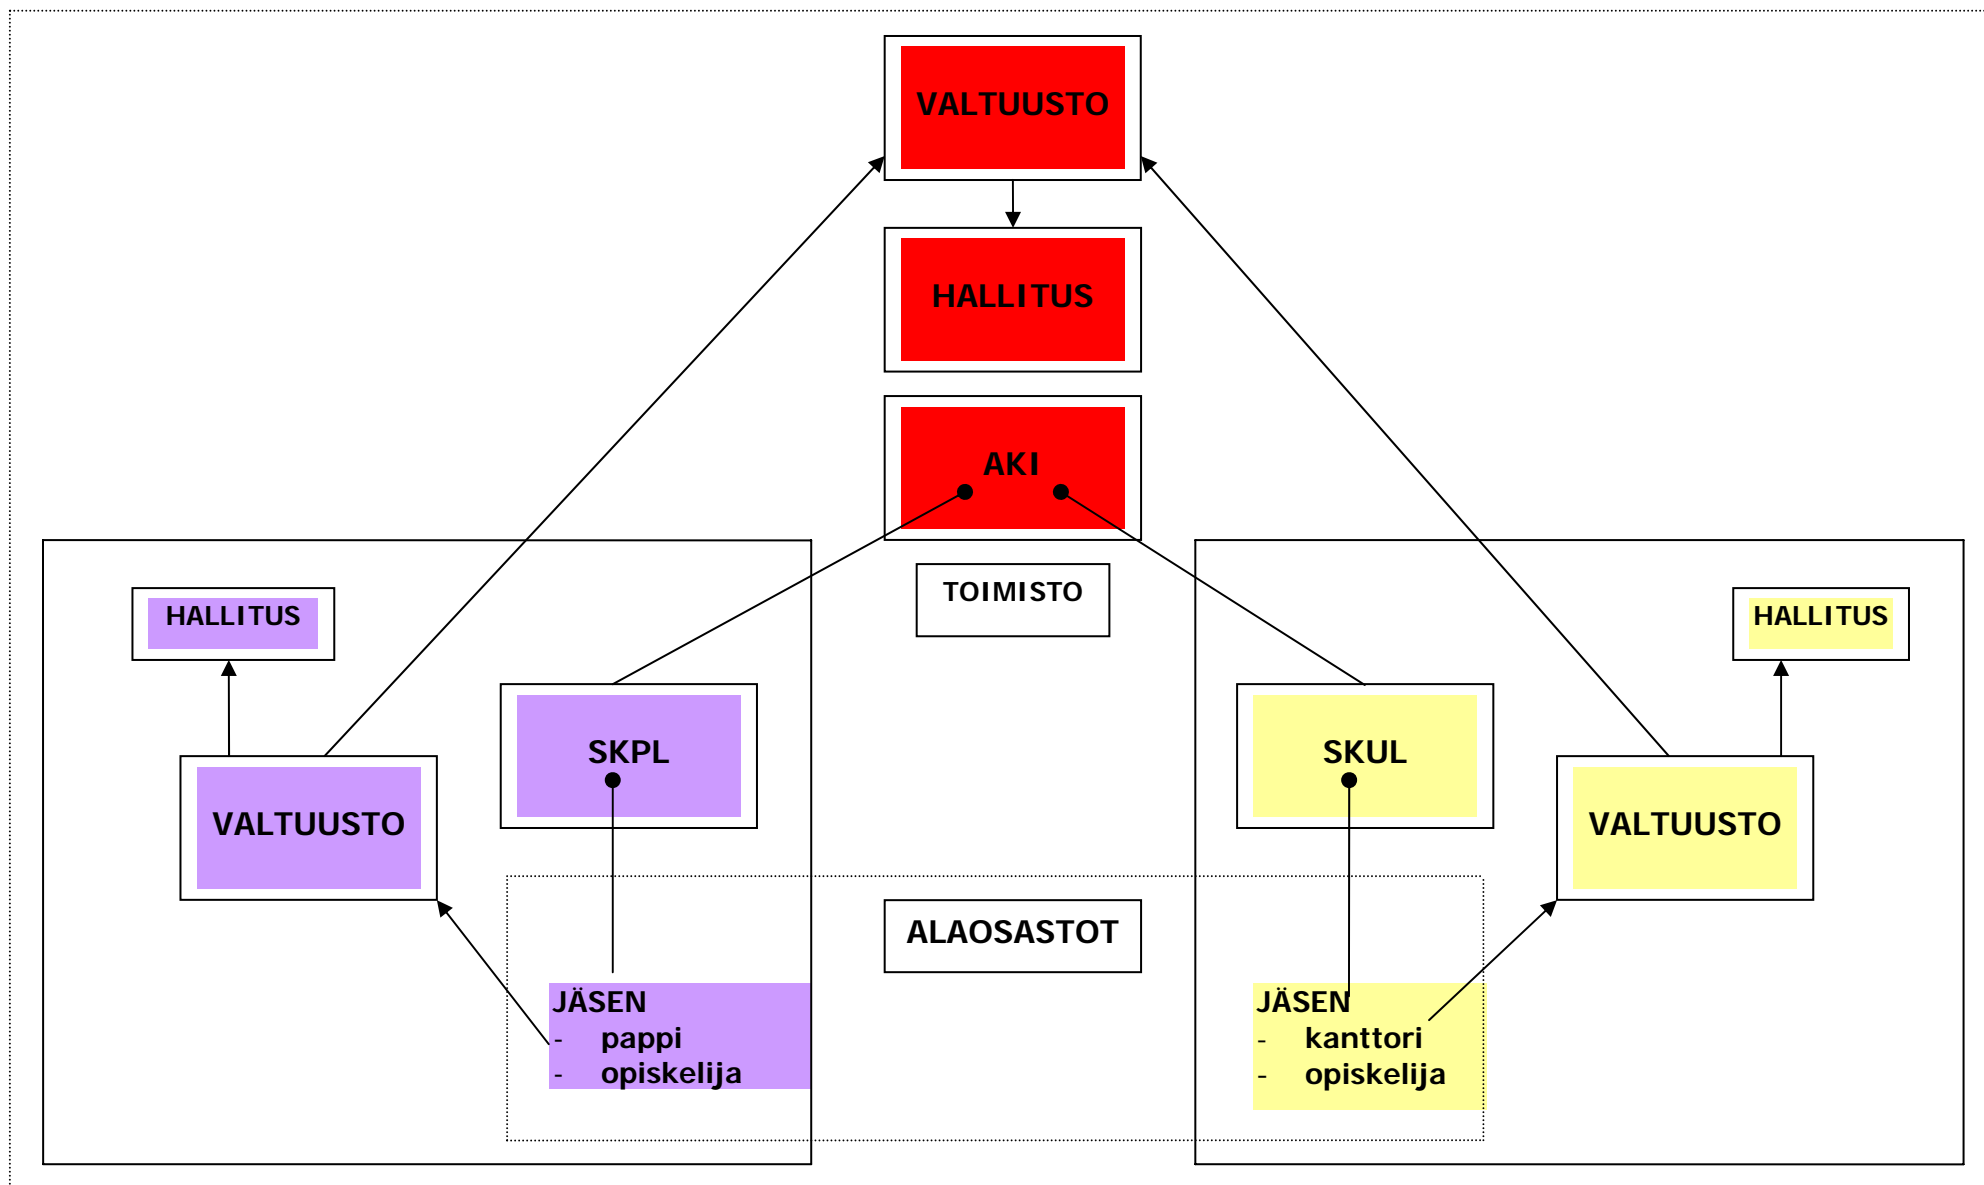 VALTUUSTO
HALLITUS
AKI
TOIMISTO
HALLITUS
HALLITUS
SKPL
SKUL
VALTUUSTO
VALTUUSTO
ALAOSASTOT
JÄSEN
- pappi
- opiskelija
JÄSEN
- kanttori
- opiskelija